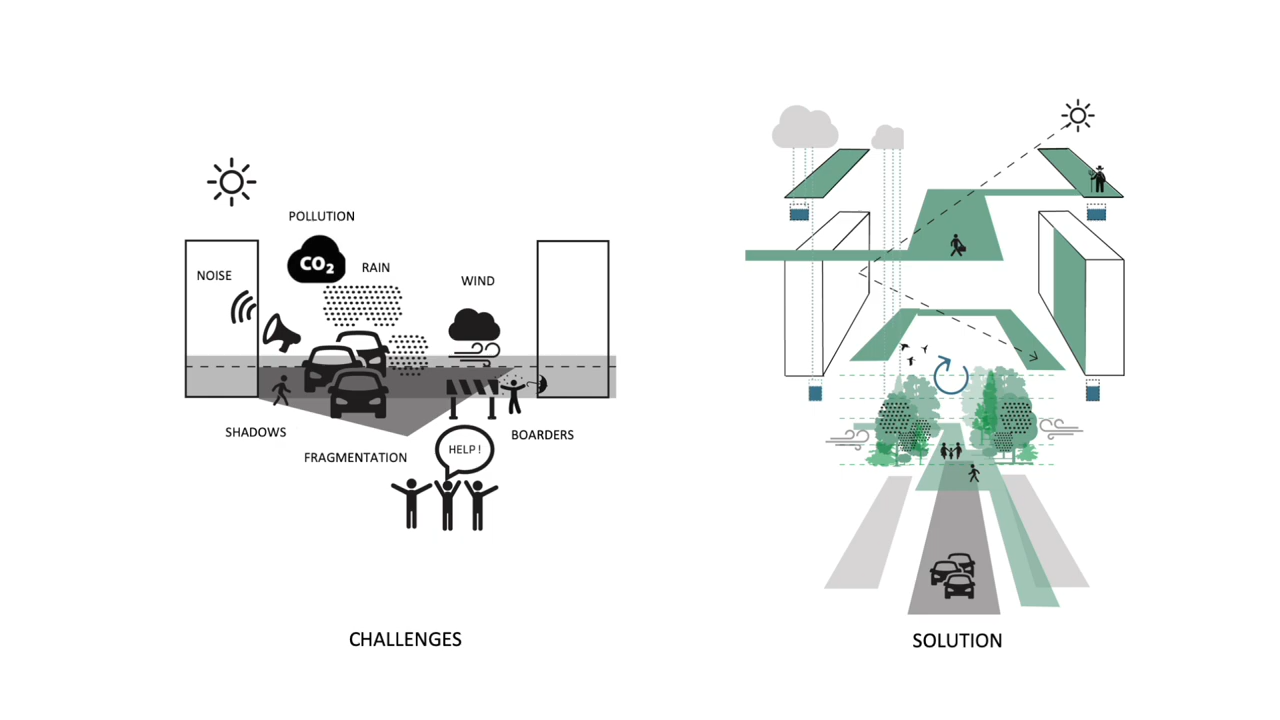 POLLUTION
CO2
NOISE
RAIN
WIND
SHADOWS
FRAGMENTATION
HELP !
BOARDERS
CHALLENGES
SOLUTION